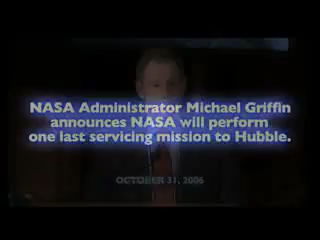 NASA Administrator Michael Griffin
announces NASA will perform
one last servicing mission to Hubble.
OCTOBER 31, 2006